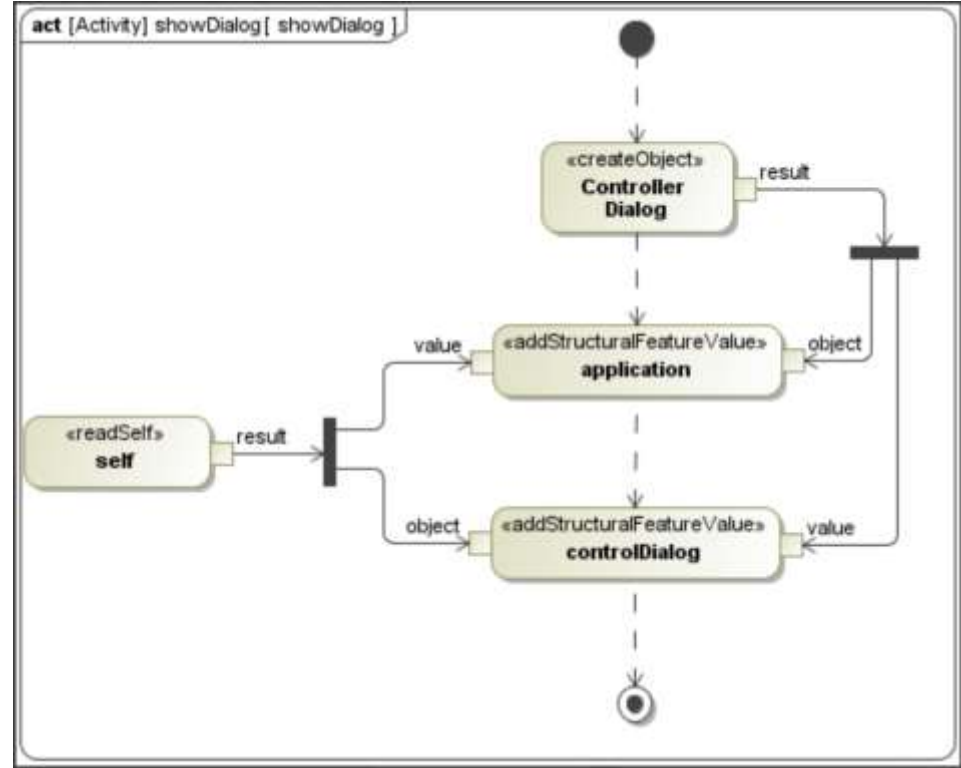 act [Activity] showDialog[ showDialog ]
«createObject»
Controller
Dialog
result
value
«addStructuralFeatureValue»
application
object
«readSelf»
self
result
object
«addStructuralFeatureValue»
controlDialog
value